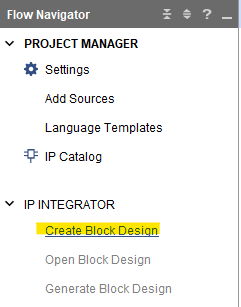 Flow Navigator
PROJECT MANAGER
Settings
Add Sources
Language Templates
IP Catalog
IP INTEGRATOR
Create Block Design
Open Block Design
Generate Block Design